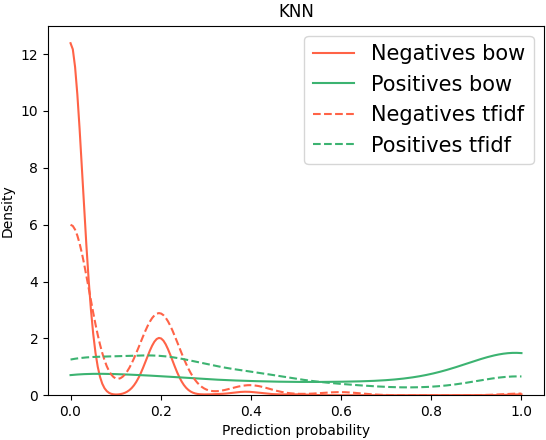 KNN
Negatives bow
Positives bow
Negatives tfidf
Positives tfidf
Density
12
10
8
6
4
2
0
0.0 0.2 0.4 0.6 0.8 1.0
Prediction probability